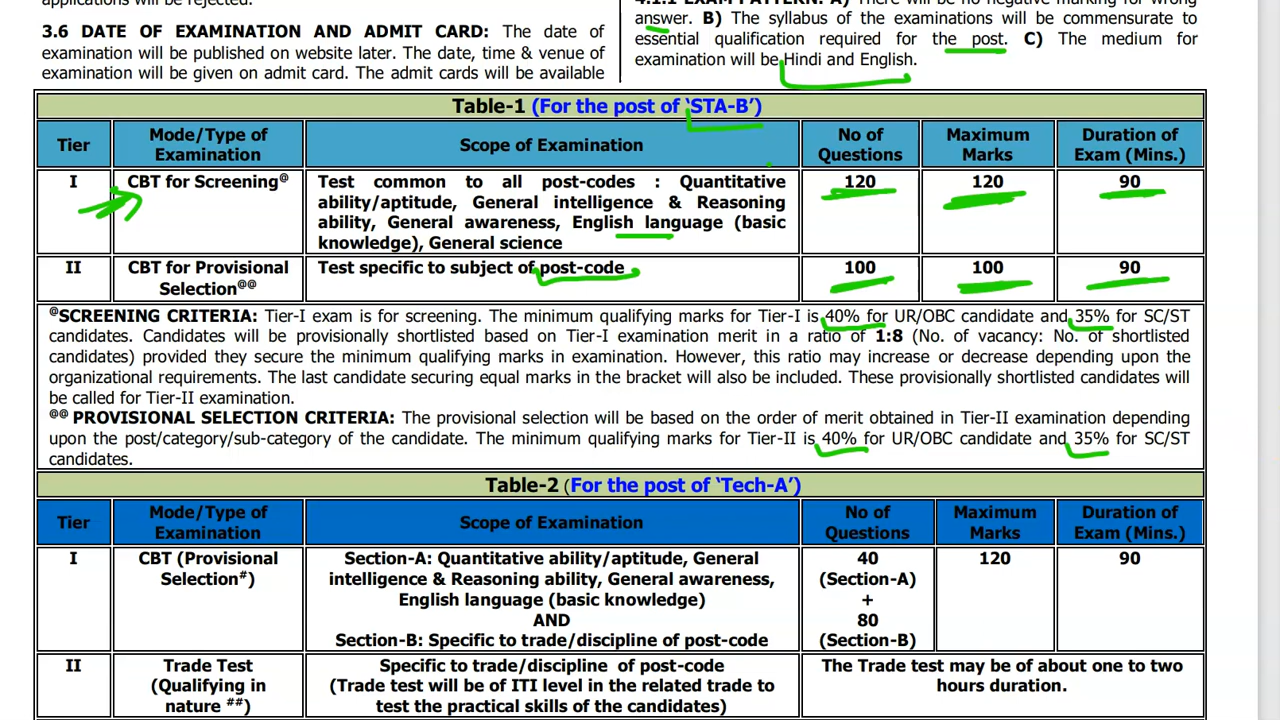 applications will be rejected.
3.6 DATE OF EXAMINATION AND ADMIT CARD: The date of
examination will be published on website later. The date, time & venue of
examination will be given on admit card. The admit cards will be available
4.1.1 EXAM PATTERN: A) There will be no negative marking for wrong
answer. B) The syllabus of the examinations will be commensurate to
essential qualification required for the post. C) The medium for
examination will be Hindi and English.
Table-1 (For the post of 'STA-B')
Tier
Mode/Type of
Examination
Scope of Examination
No of
Questions
Maximum
Marks
Duration of
Exam (Mins.)
I
CBT for Screening@
Test common to all post-codes : Quantitative
ability/aptitude, General intelligence & Reasoning
ability, General awareness, English language (basic
knowledge), General science
120
120
90
II
CBT for Provisional
Selection@@
Test specific to subject of post-code
100
100
90
@SCREENING CRITERIA: Tier-I exam is for screening. The minimum qualifying marks for Tier-I is 40% for UR/OBC candidate and 35% for SC/ST
candidates. Candidates will be provisionally shortlisted based on Tier-I examination merit in a ratio of 1:8 (No. of vacancy: No. of shortlisted
candidates) provided they secure the minimum qualifying marks in examination. However, this ratio may increase or decrease depending upon the
organizational requirements. The last candidate securing equal marks in the bracket will also be included. These provisionally shortlisted candidates will
be called for Tier-II examination.
@@ PROVISIONAL SELECTION CRITERIA: The provisional selection will be based on the order of merit obtained in Tier-II examination depending
upon the post/category/sub-category of the candidate. The minimum qualifying marks for Tier-II is 40% for UR/OBC candidate and 35% for SC/ST
candidates.
Table-2 (For the post of 'Tech-A')
Tier
Mode/Type of
Examination
Scope of Examination
No of
Questions
Maximum
Marks
Duration of
Exam (Mins.)
I
CBT (Provisional
Selection#)
Section-A: Quantitative ability/aptitude, General
intelligence & Reasoning ability, General awareness,
English language (basic knowledge)
AND
Section-B: Specific to trade/discipline of post-code
40
(Section-A)
+
80
(Section-B)
120
90
II
Trade Test
(Qualifying in
nature ##)
Specific to trade/discipline of post-code
(Trade test will be of ITI level in the related trade to
test the practical skills of the candidates)
The Trade test may be of about one to two
hours duration.